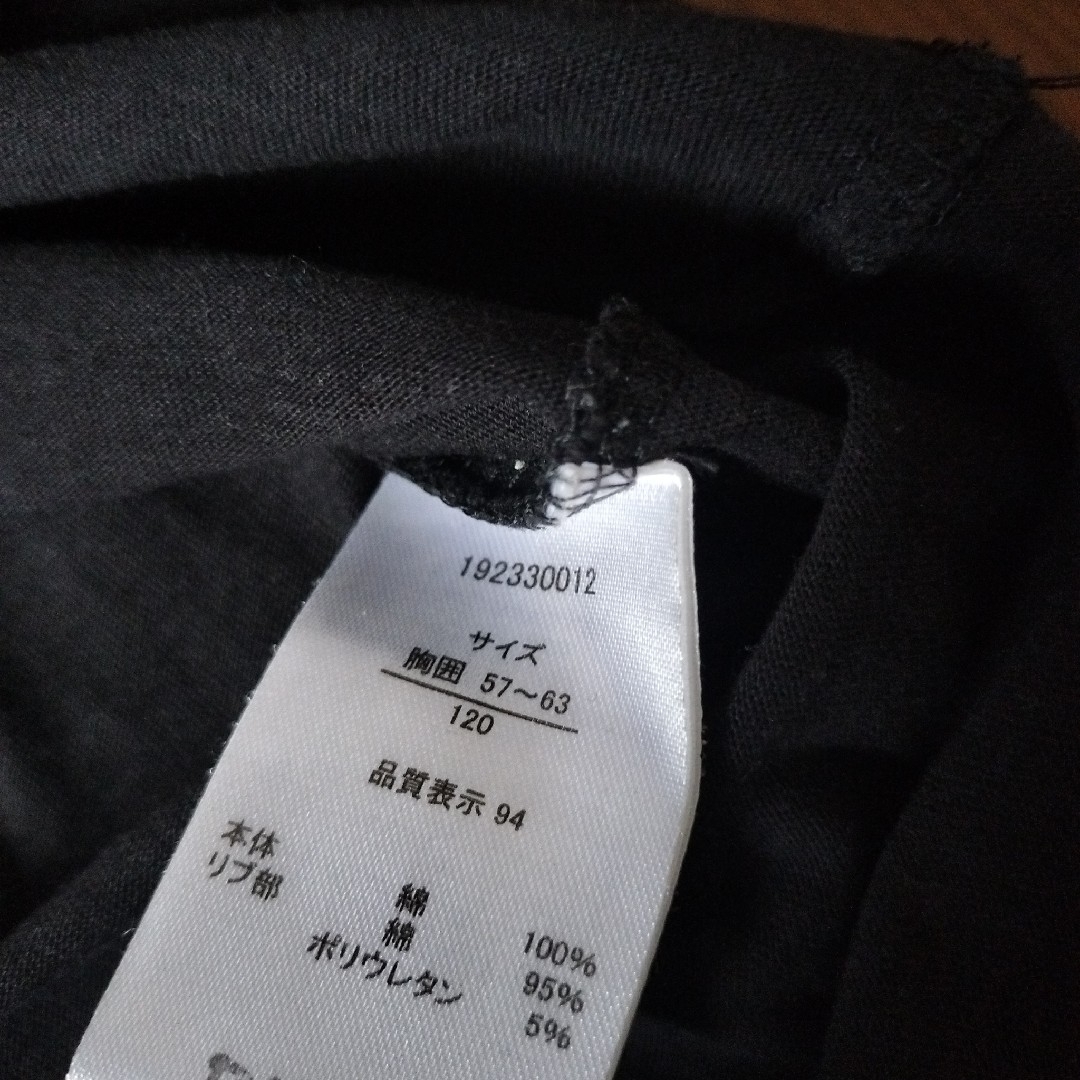 192330012
サイズ
胸囲 57～63
120
品質表示 94
本体
リブ部
綿 100%
綿 95%
ポリウレタン 5%